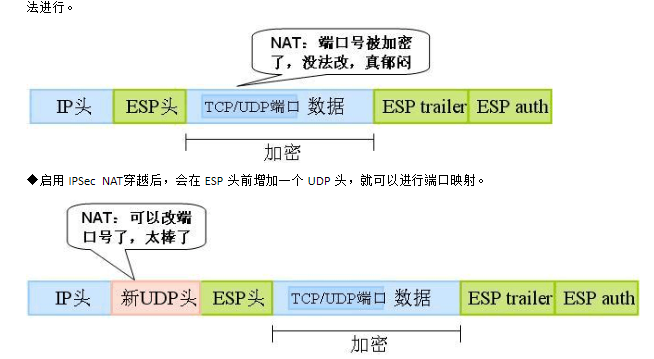 法进行。
NAT：端口号被加密
了，没法改，真郁闷
IP头 ESP头 TCP/UDP端口 数据 ESP trailer ESP auth
加密
◆启用 IPSec NAT穿越后，会在 ESP 头前增加一个 UDP 头，就可以进行端口映射。
NAT：可以改端
口号了，太棒了
IP头 新UDP头 ESP头 TCP/UDP端口 数据 ESP trailer ESP auth
加密